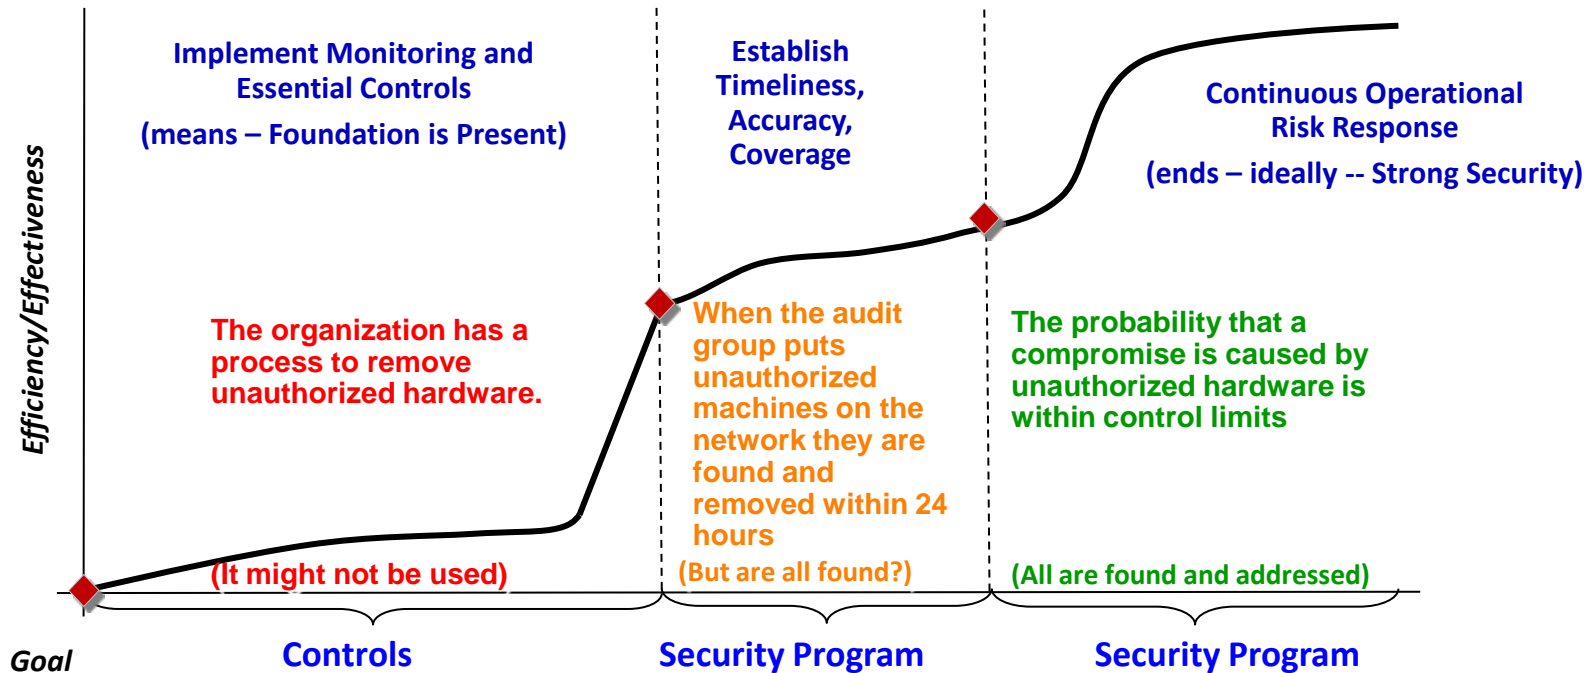 Implement Monitoring and
Essential Controls
(means – Foundation is Present)
Establish
Timeliness,
Accuracy,
Coverage
Continuous Operational
Risk Response
(ends – ideally -- Strong Security)
Efficiency/Effectiveness
The organization has a
process to remove
unauthorized hardware.
(It might not be used)
When the audit
group puts
unauthorized
machines on the
network they are
found and
removed within 24
hours
(But are all found?)
The probability that a
compromise is caused by
unauthorized hardware is
within control limits
(All are found and addressed)
Goal
Controls
Security Program
Security Program